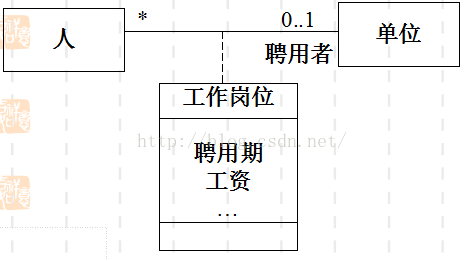 人
*
0..1
单位
聘用者
工作岗位
聘用期
工资
…
http://blog.csdn.net/